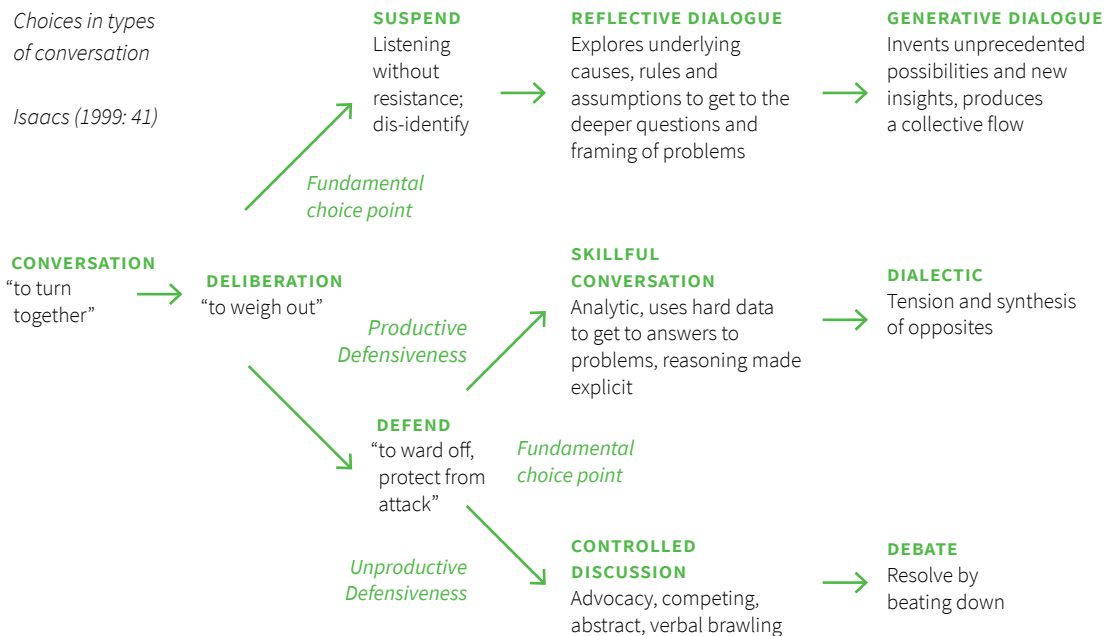 Choices in types
of conversation
Isaacs (1999: 41)
SUSPEND
Listening
without
resistance;
dis-identify
REFLECTIVE DIALOGUE
Explores underlying
causes, rules and
assumptions to get to the
deeper questions and
framing of problems
GENERATIVE DIALOGUE
Invents unprecedented
possibilities and new
insights, produces
a collective flow
Fundamental
choice point
CONVERSATION
“to turn
together”
DELIBERATION
“to weigh out”
Productive
Defensiveness
SKILLFUL
CONVERSATION
Analytic, uses hard data
to get to answers to
problems, reasoning made
explicit
DIALECTIC
Tension and synthesis
of opposites
DEFEND
“to ward off,
protect from
attack”
Fundamental
choice point
Unproductive
Defensiveness
CONTROLLED
DISCUSSION
Advocacy, competing,
abstract, verbal brawling
DEBATE
Resolve by
beating down